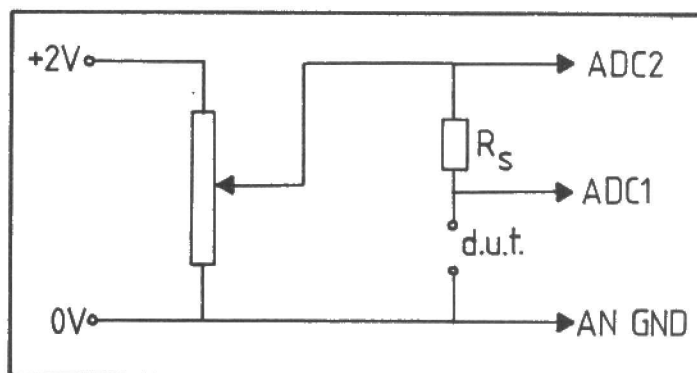 +2V
ADC2
Rs
ADC1
d.u.t.
0V
AN GND